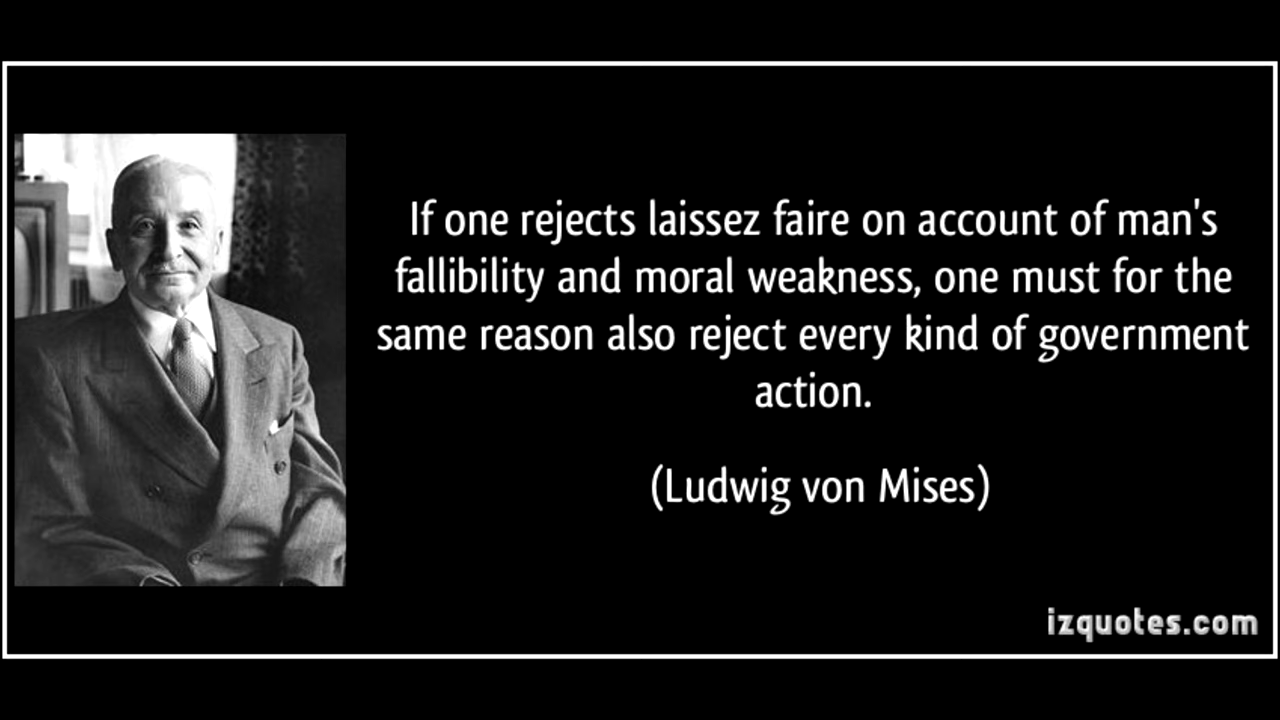 If one rejects laissez faire on account of man's
fallibility and moral weakness, one must for the
same reason also reject every kind of government
action.
(Ludwig von Mises)
izquotes.com